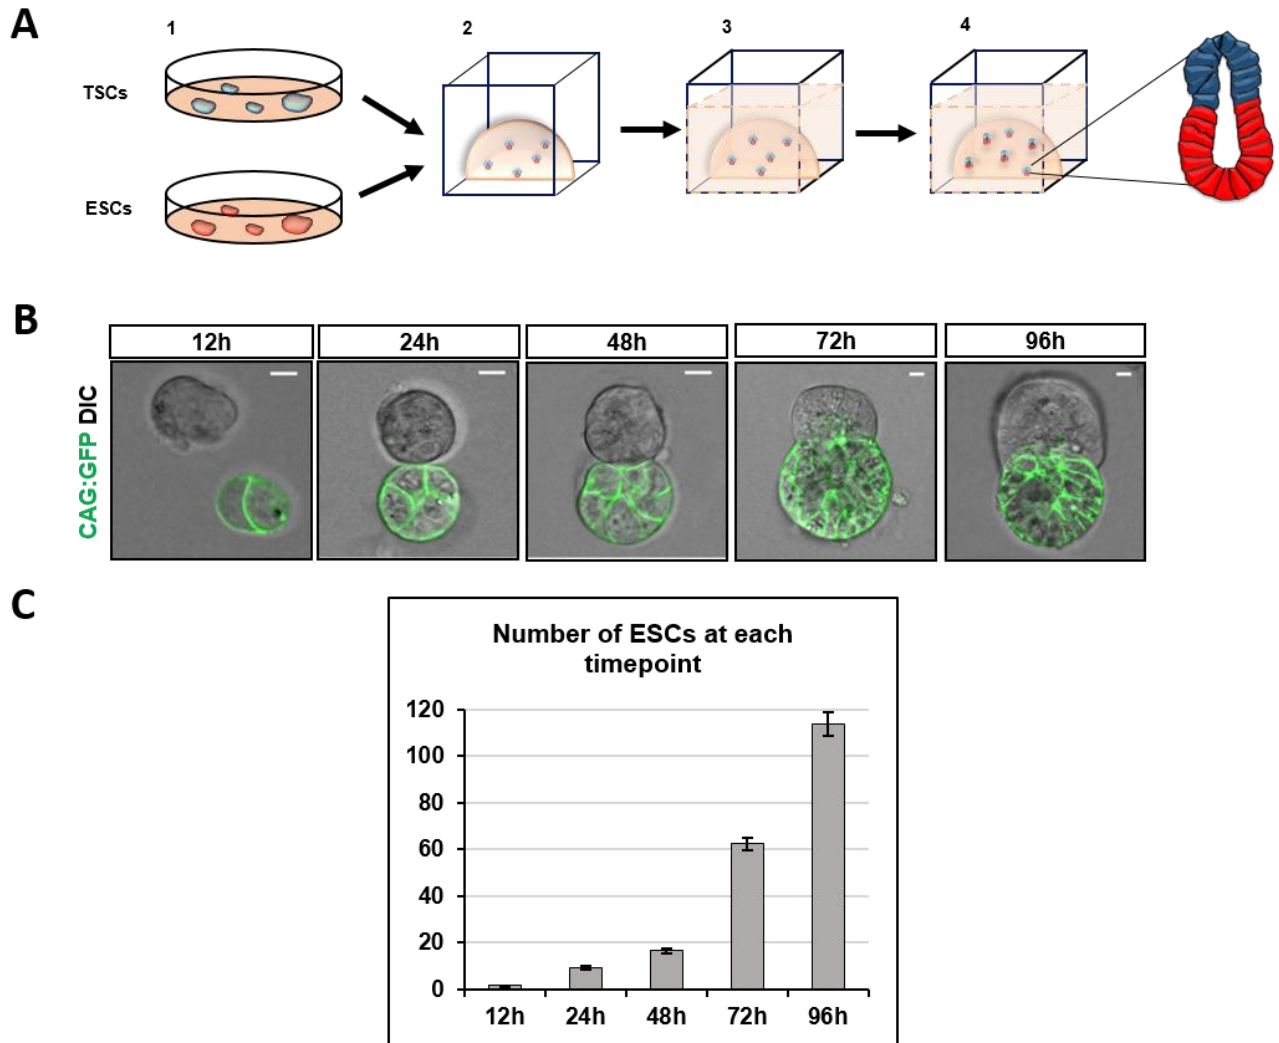 A
1
2
3
4
TSCs
ESCs
B
12h
24h
48h
72h
96h
CAG:GFP DIC
C
Number of ESCs at each
timepoint
120
100
80
60
40
20
0
12h
24h
48h
72h
96h